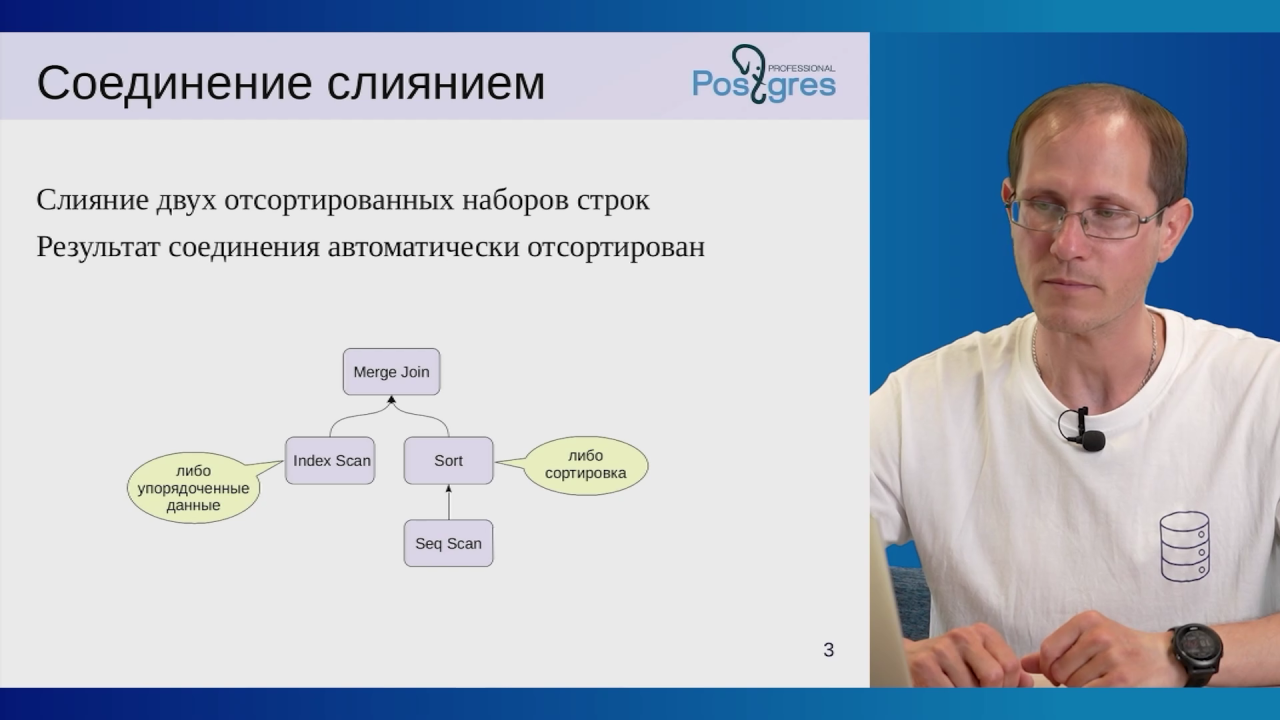 Соединение слиянием
PROFESSIONAL
Postgres
Слияние двух отсортированных наборов строк
Результат соединения автоматически отсортирован
Merge Join
Index Scan
Sort
либо
упорядоченные
данные
либо
сортировка
Seq Scan
3